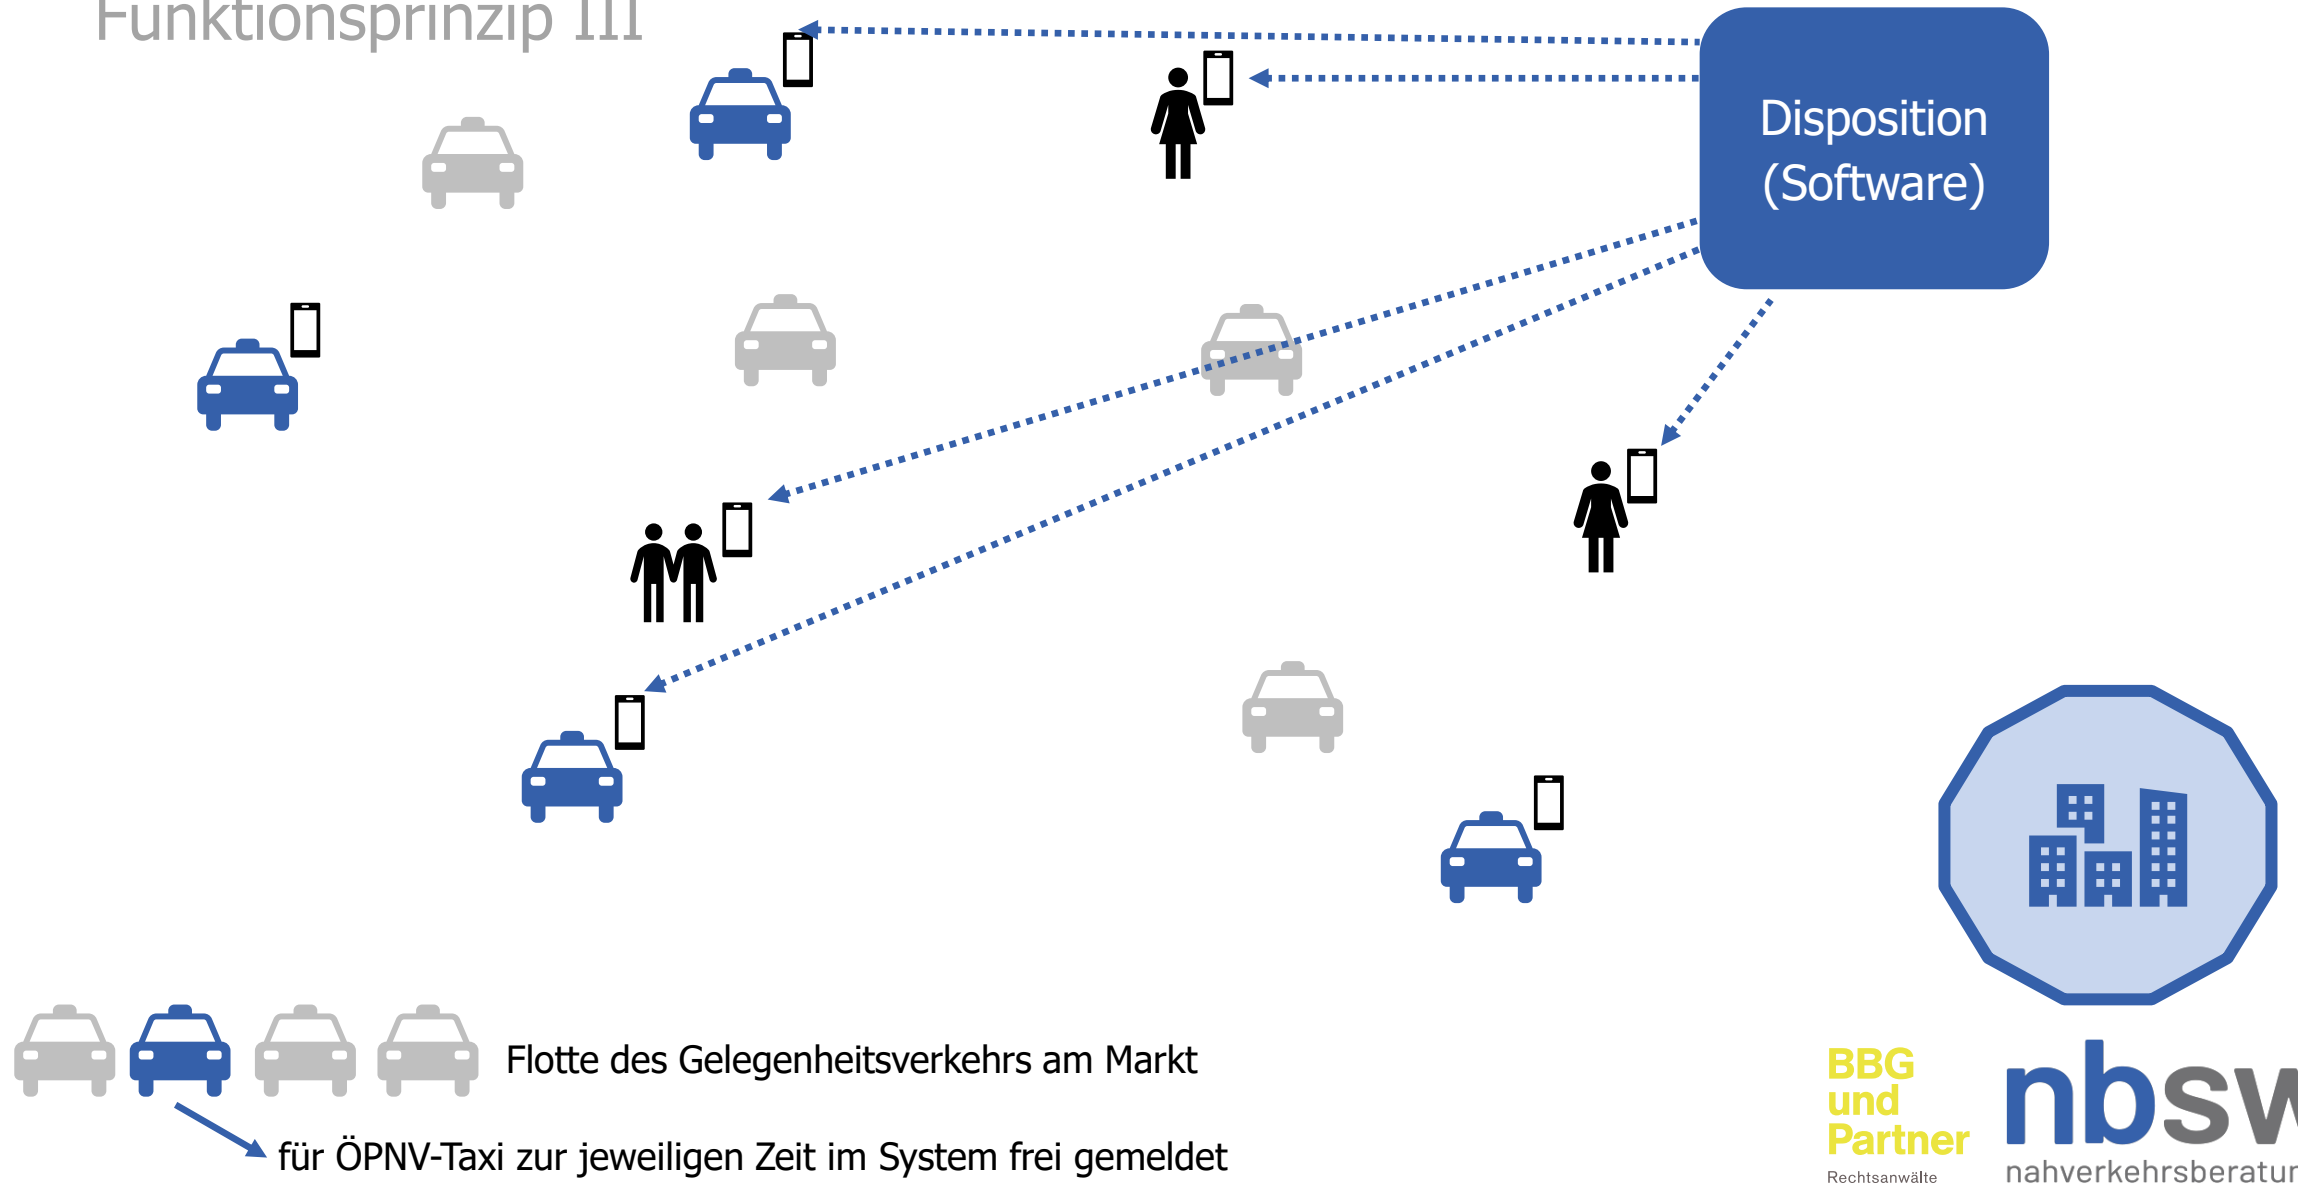 Funktionsprinzip III
Disposition
(Software)
Flotte des Gelegenheitsverkehrs am Markt
für ÖPNV-Taxi zur jeweiligen Zeit im System frei gemeldet
BBG
und
Partner
Rechtsanwälte
nbsw
nahverkehrsberatun